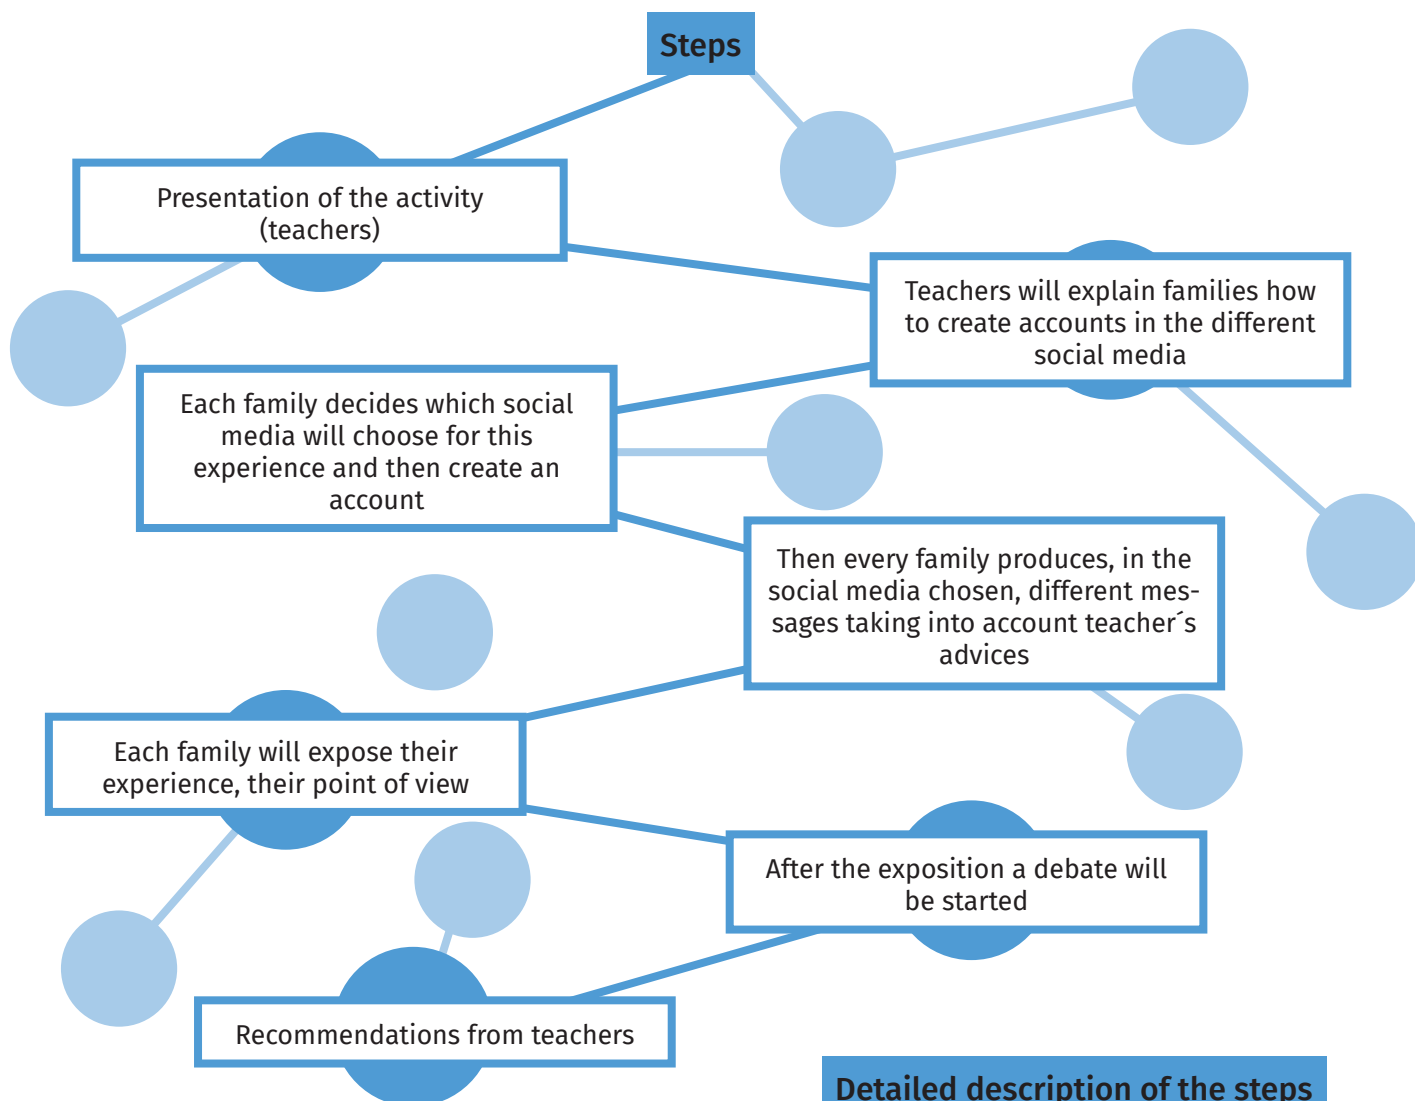 Steps
Presentation of the activity
(teachers)
Teachers will explain families how
to create accounts in the different
social media
Each family decides which social
media will choose for this
experience and then create an
account
Then every family produces, in the
social media chosen, different mes-
sages taking into account teacher´s
advices
Each family will expose their
experience, their point of view
After the exposition a debate will
be started
Recommendations from teachers
Detailed description of the steps